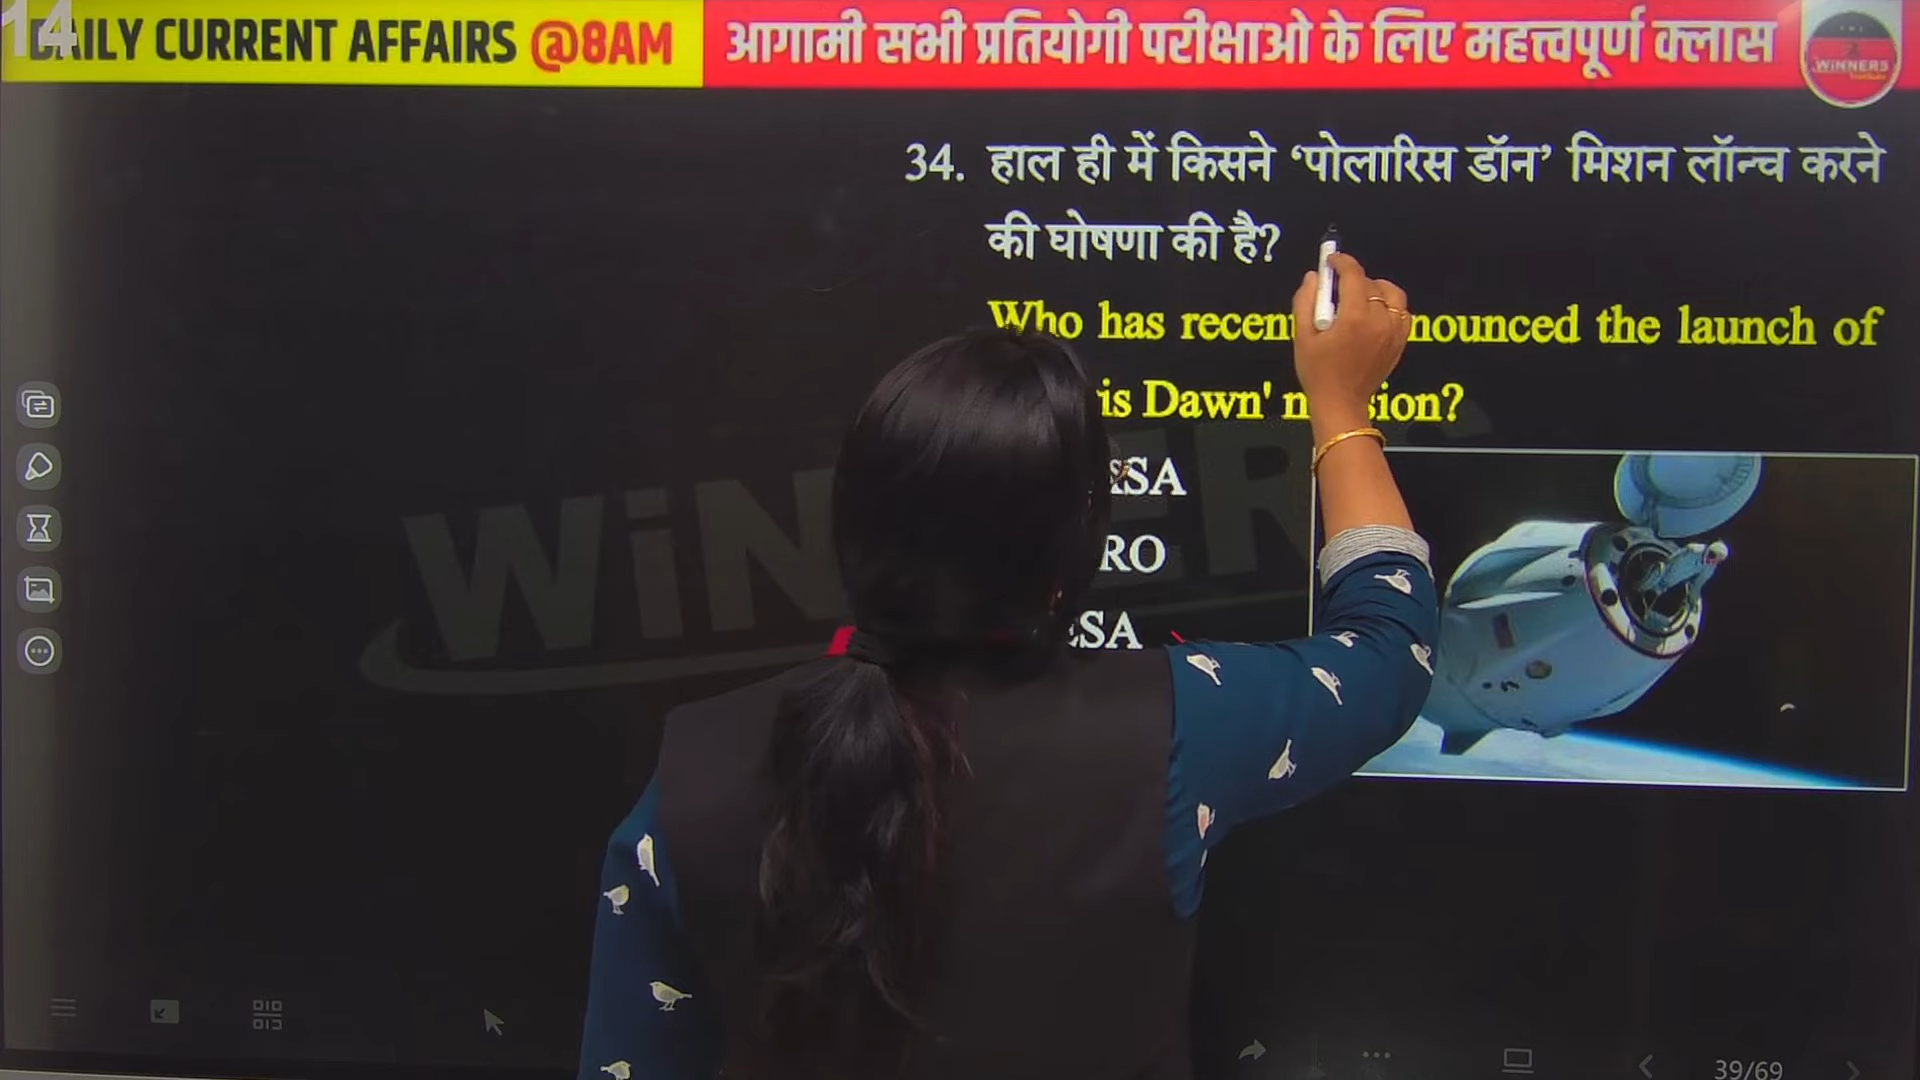 14
DAILY CURRENT AFFAIRS @8AM
आगामी सभी प्रतियोगी परीक्षाओ के लिए महत्त्वपूर्ण क्लास
WiNNERS
34. हाल ही में किसने ‘पोलारिस डॉन’ मिशन लॉन्च करने
की घोषणा की है?
Who has nounced the launch of
is Dawn' sion?
SA
RO
SA
WiN
39/69